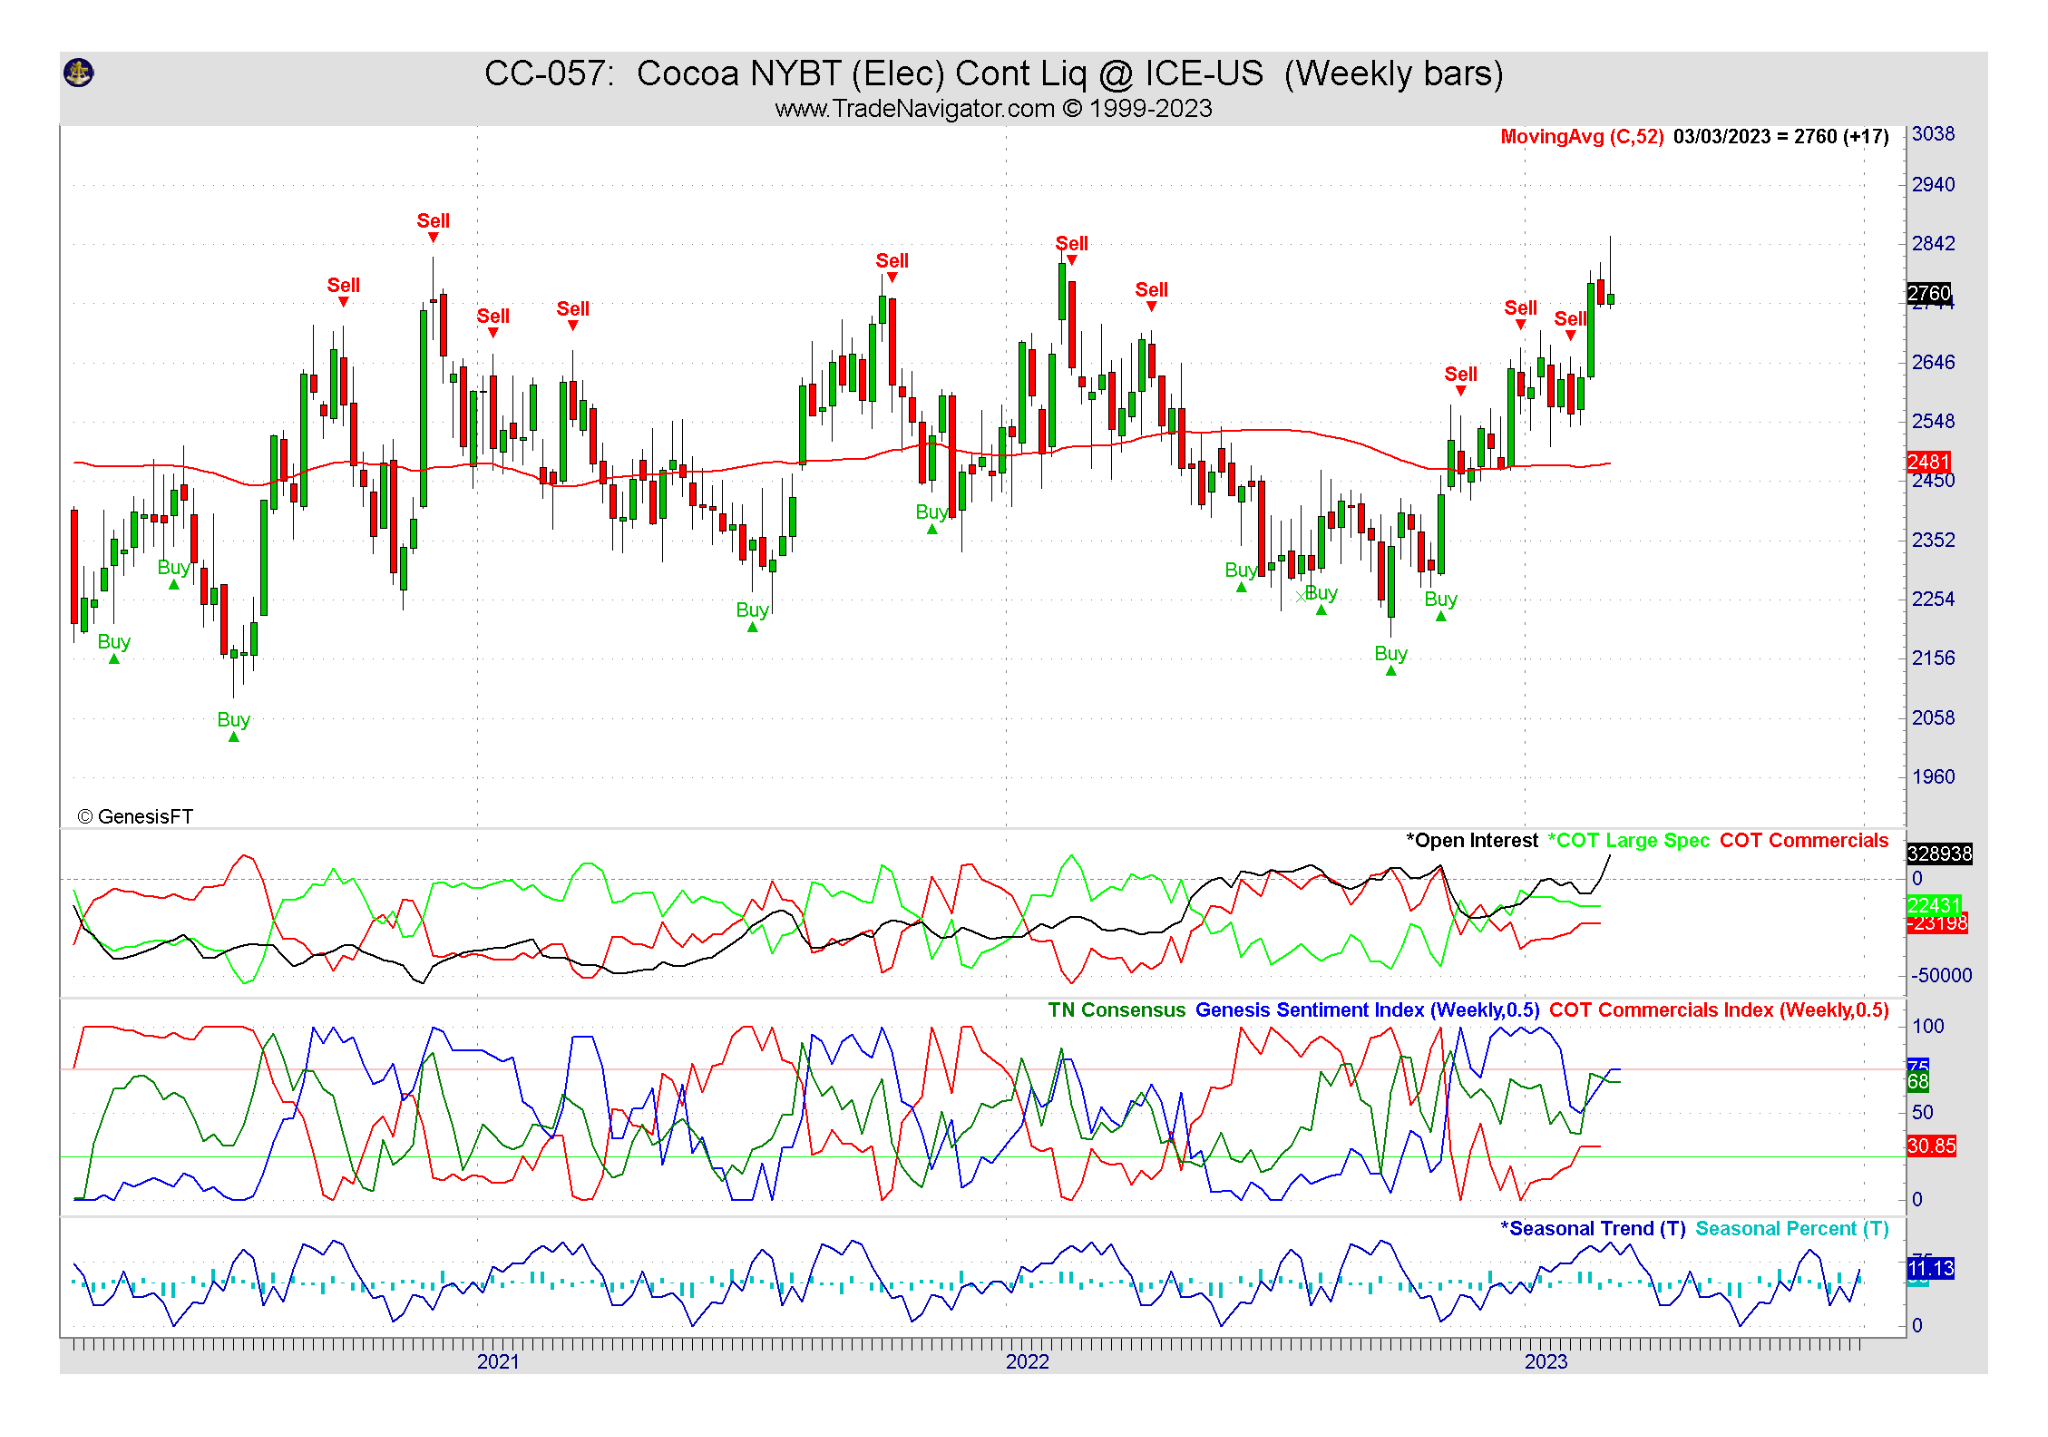 CC-057: Cocoa NYBT (Elec) Cont Liq @ ICE-US (Weekly bars)
www.TradeNavigator.com © 1999-2023
MovingAvg (C,52) 03/03/2023 = 2760 (+17)
3038
2940
2842
2760
2646
2548
2481
2450
2352
2254
2156
2058
1960
Sell
Sell
Sell
Sell
Sell
Sell
Sell
Sell
Sell
Sell
Buy
Buy
Buy
Buy
Buy
Buy
Buy
Buy
Buy
Buy
© GenesisFT
*Open Interest *COT Large Spec COT Commercials
328938
0
22431
-23198
-50000
TN Consensus Genesis Sentiment Index (Weekly,0.5) COT Commercials Index (Weekly,0.5)
100
75
68
50
30.85
0
*Seasonal Trend (T) Seasonal Percent (T)
75
11.13
0
2021 2022 2023